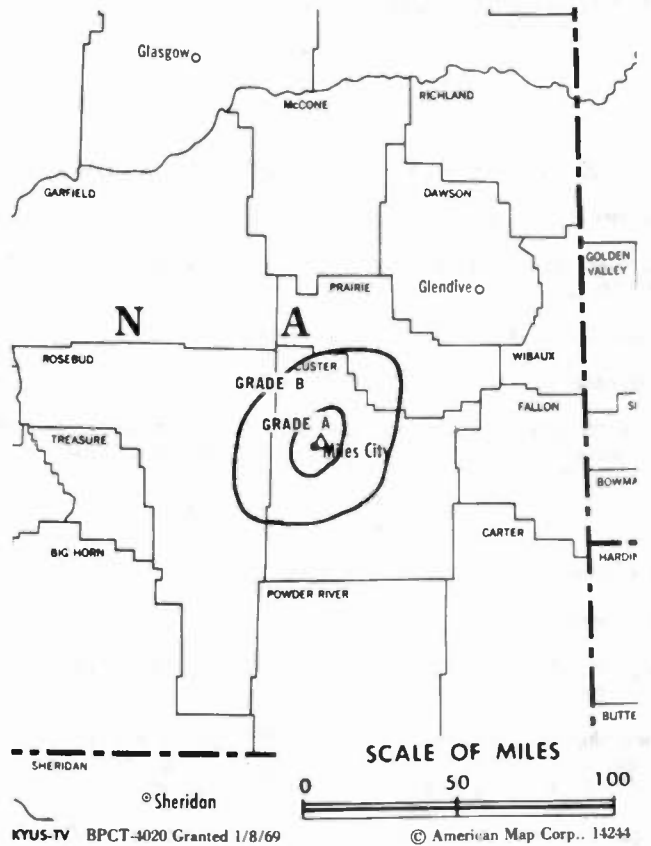 Glasgow
McCONE
RICHLAND
GARFIELD
DAWSON
GOLDEN
VALLEY
PRAIRIE
Glendive
N A
ROSEBUD
CUSTER
WIBAUX
GRADE B
FALLON
GRADE A
TREASURE
Miles City
BOWMA
BIG HORN
CARTER
HARDIN
POWDER RIVER
BUTTE
SCALE OF MILES
SHERIDAN
0 50 100
Sheridan
KYUS-TV BPCT-4020 Granted 1/8/69 © American Map Corp.. 14244